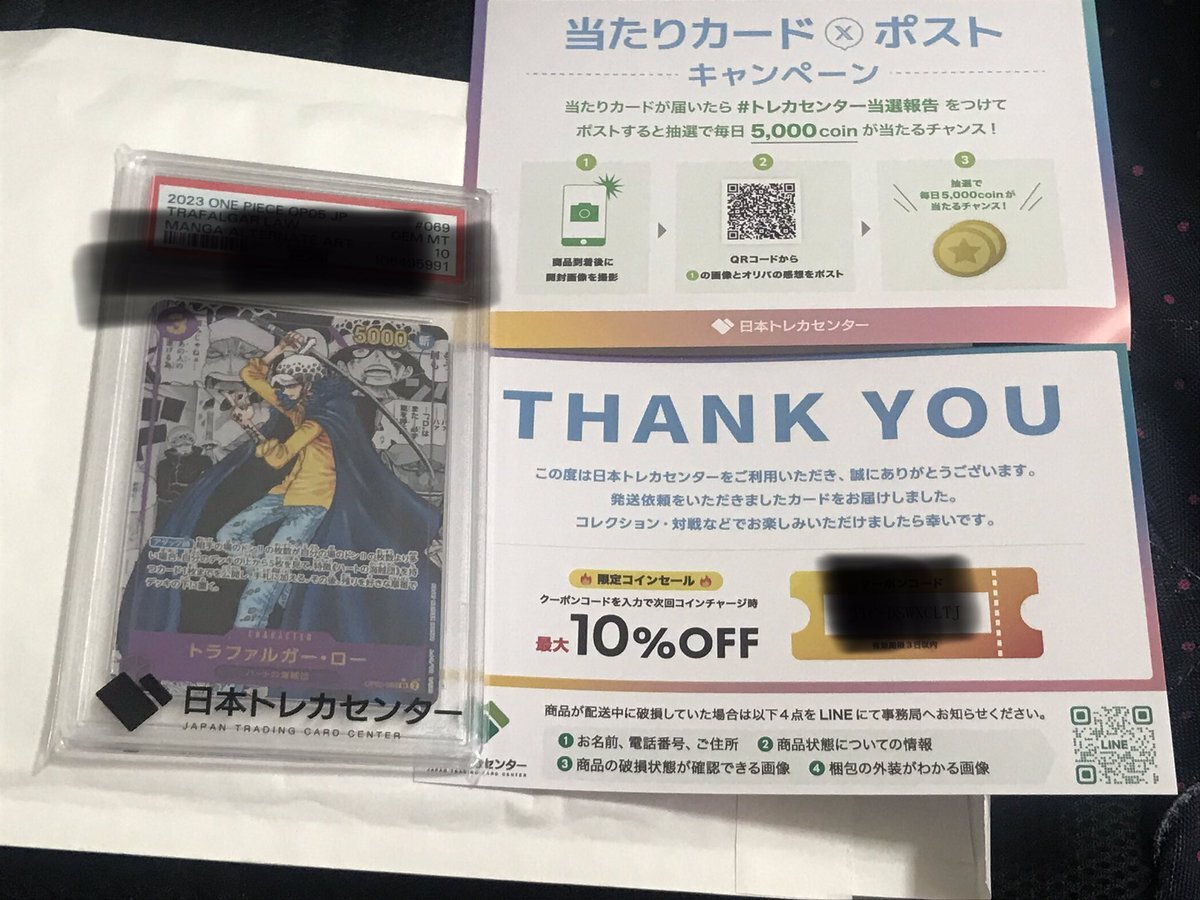 当たりカード X ポスト
キャンペーン
当たりカードが届いたら #トレカセンター当選報告 をつけて
ポストすると抽選で毎日 5,000 coin が当たるチャンス！
1
商品到着後に
開封画像を撮影
2
QRコードから
1の画像とオリパの感想をポスト
3
抽選で
毎日5,000coinが
当たるチャンス！
日本トレカセンター
2023 ONE PIECE OP05 JP
#069
TRAFALGAR LAW
GEM MT
MANGA ALTERNATE ART
10
3
5000
斬
CHARACTER
トラファルガー・ロー
ハートの海賊団
日本トレカセンター
JAPAN TRADING CARD CENTER
THANK YOU
この度は日本トレカセンターをご利用いただき、誠にありがとうございます。
発送依頼をいただきましたカードをお届けしました。
コレクション・対戦などでお楽しみいただけましたら幸いです。
限定コインセール
クーポンコードを入力で次回コインチャージ時
最大10%OFF
クーポンコード
商品が配送中に破損していた場合は以下4点をLINEにて事務局へお知らせください。
1 お名前、電話番号、ご住所 2 商品状態についての情報
3 商品の破損状態が確認できる画像 4 梱包の外装がわかる画像
LINE